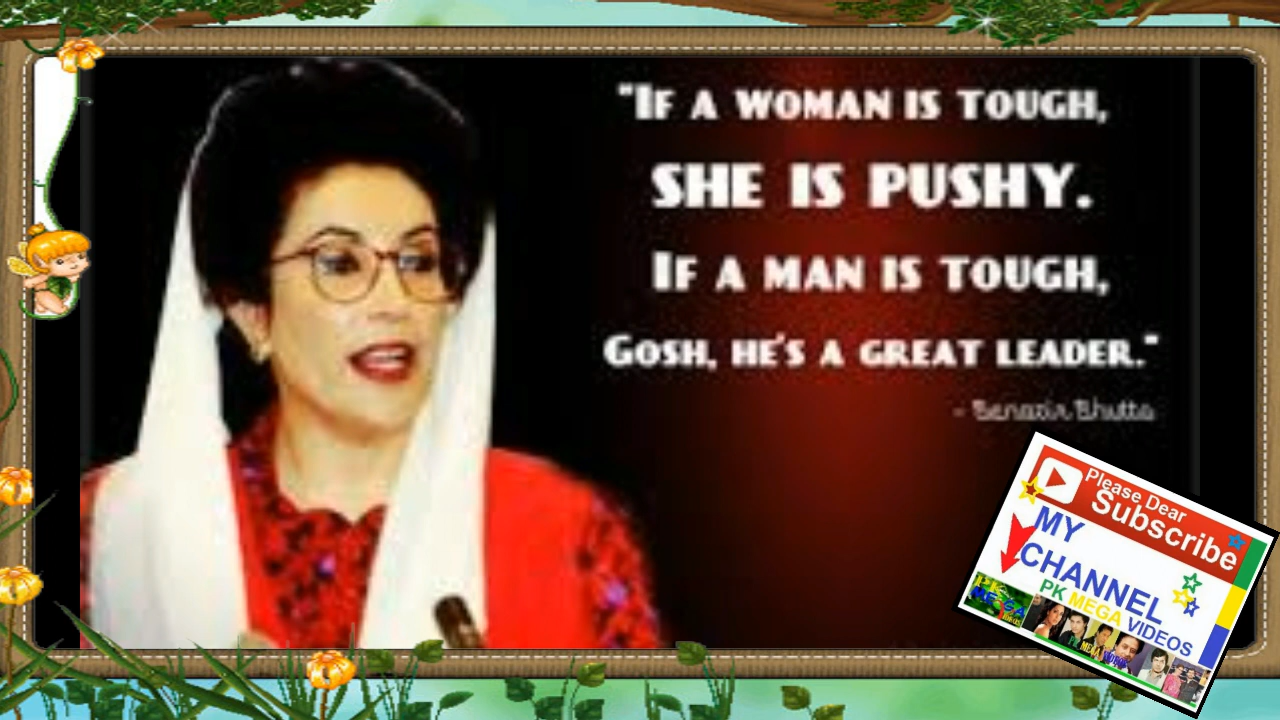 "IF A WOMAN IS TOUGH,
SHE IS PUSHY.
IF A MAN IS TOUGH,
GOSH, HE'S A GREAT LEADER."
- Benazir Bhutto
Please Dear
Subscribe
MY
CHANNEL
PK MEGA VIDEOS